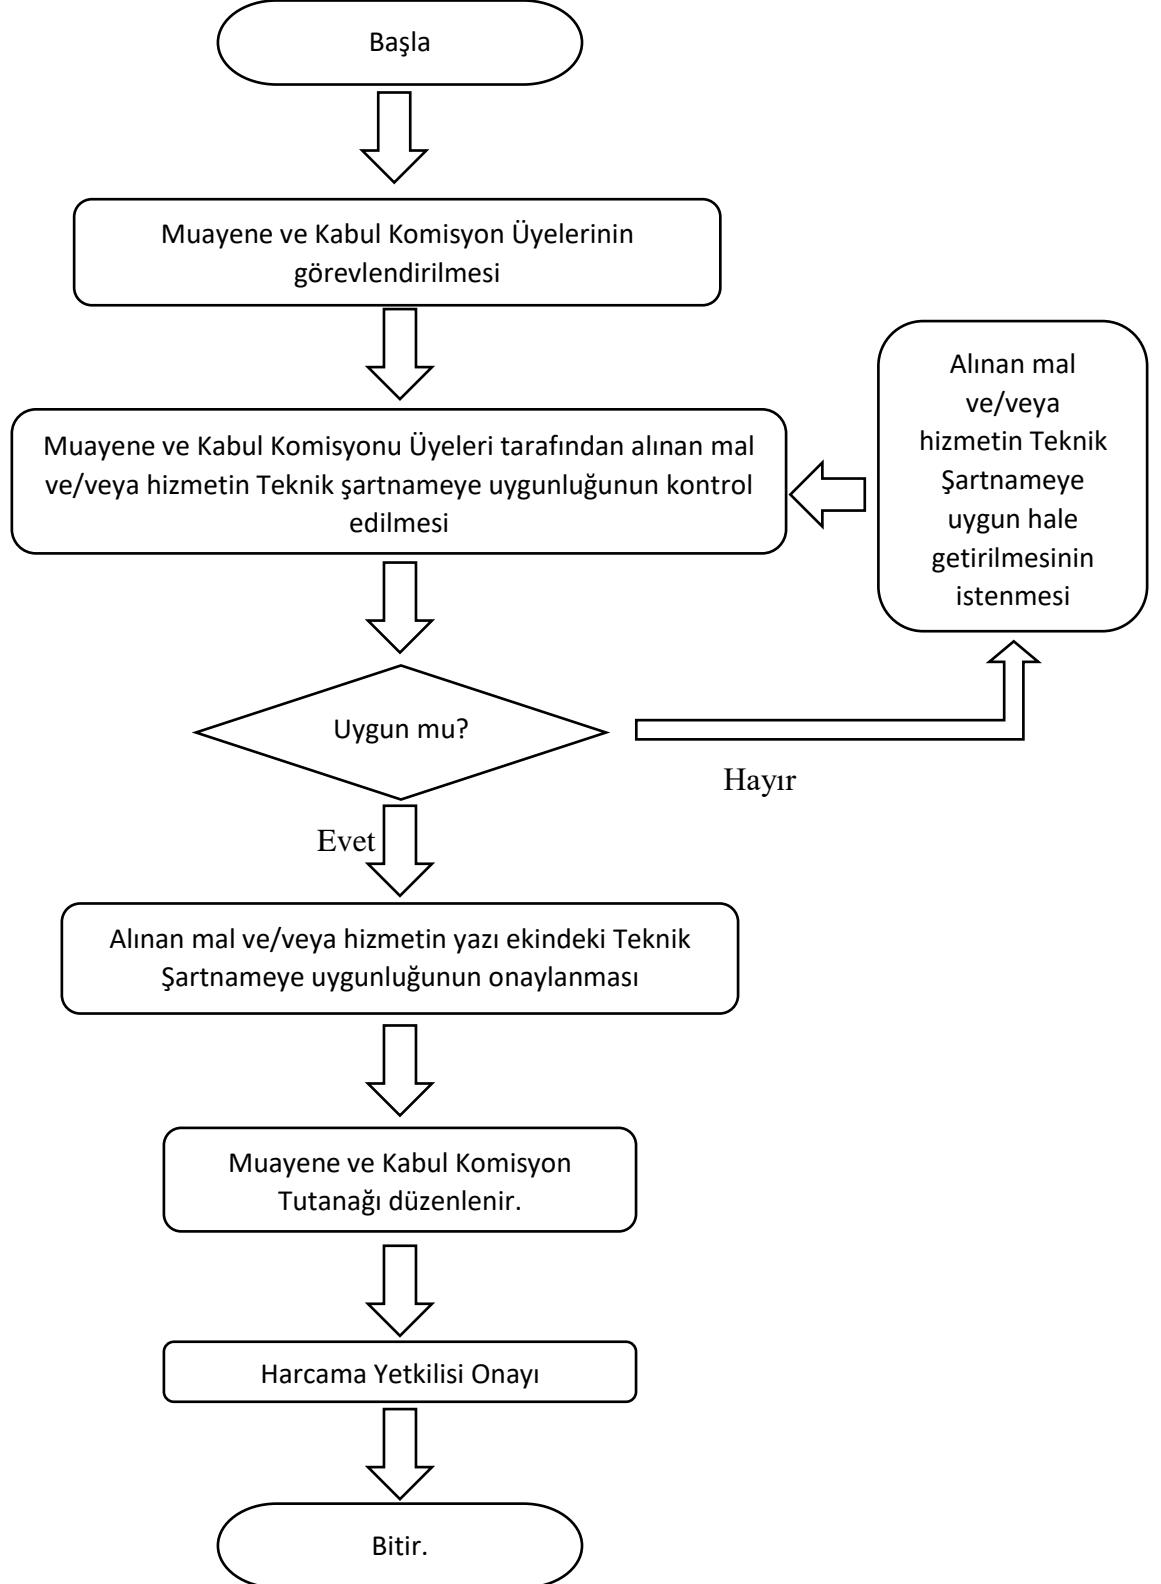 Başla
Muayene ve Kabul Komisyon Üyelerinin
görevlendirilmesi
Muayene ve Kabul Komisyonu Üyeleri tarafından alınan mal
ve/veya hizmetin Teknik şartnameye uygunluğunun kontrol
edilmesi
Alınan mal
ve/veya
hizmetin Teknik
Şartnameye
uygun hale
getirilmesinin
istenmesi
Uygun mu?
Hayır
Evet
Alınan mal ve/veya hizmetin yazı ekindeki Teknik
Şartnameye uygunluğunun onaylanması
Muayene ve Kabul Komisyon
Tutanağı düzenlenir.
Harcama Yetkilisi Onayı
Bitir.